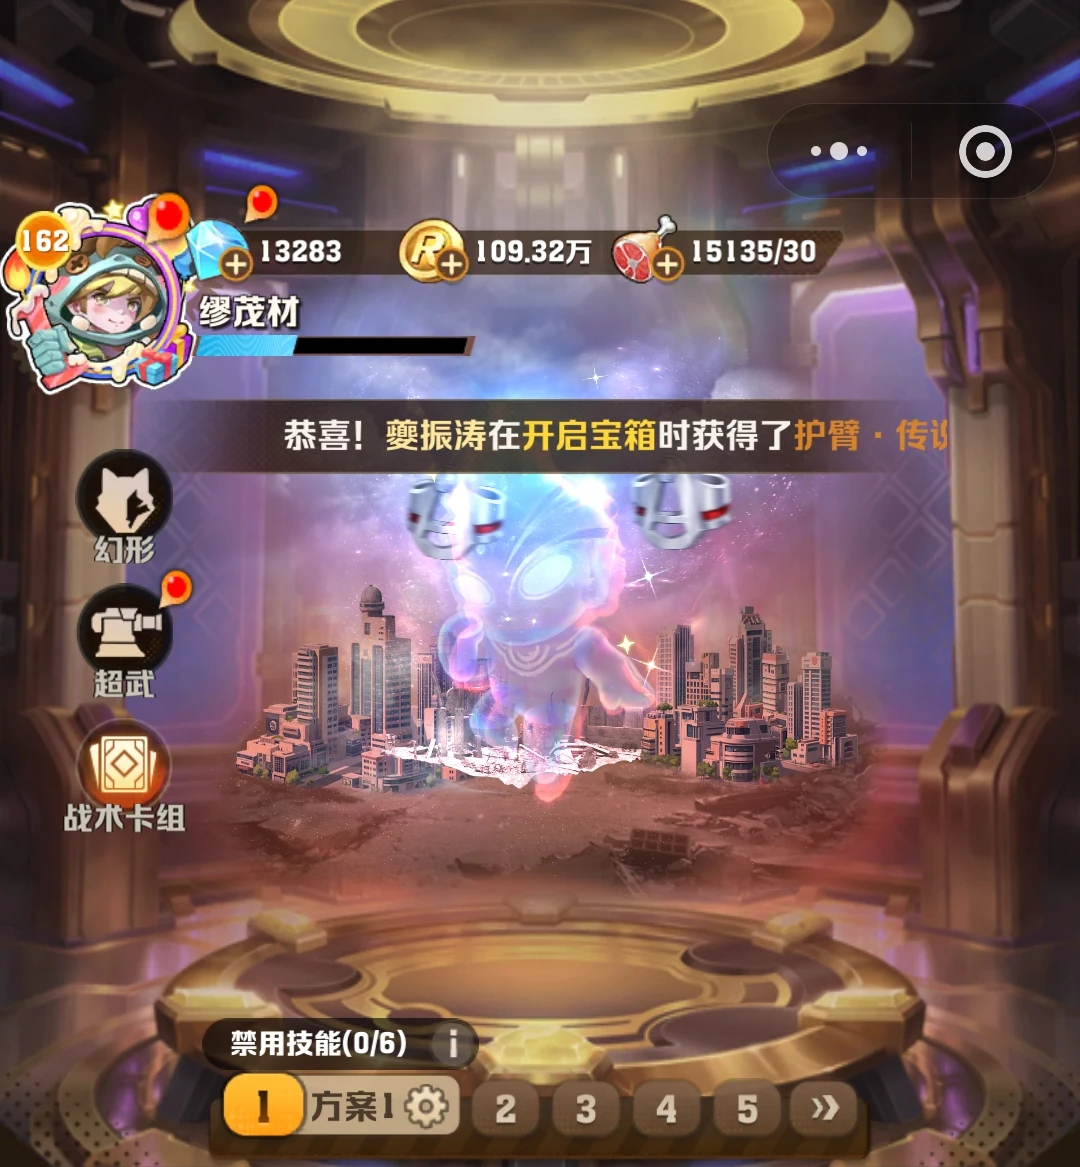 162
13283
109.32万
15135/30
缪茂材
恭喜！夔振涛在开启宝箱时获得了护臂·传说
幻形
超武
战术卡组
禁用技能(0/6)
i
1 方案1 2 3 4 5